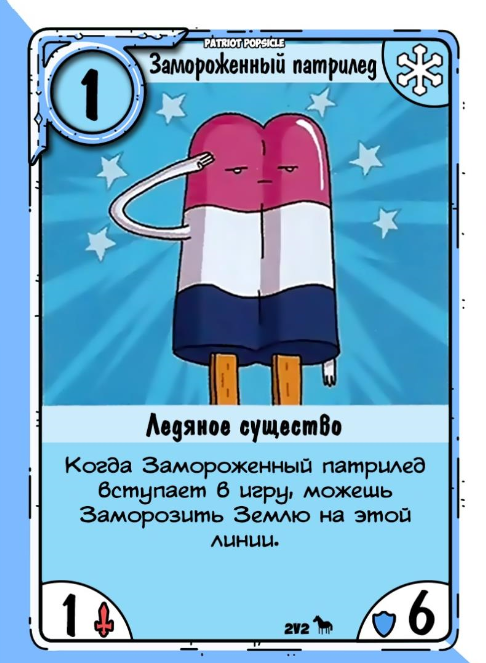 PATRIOT POPSICLE
Замороженный патрилед
1
Ледяное существо
Когда Замороженный патрилед
вступает в игру, можешь
Заморозить Землю на этой
линии.
1
2V2
6